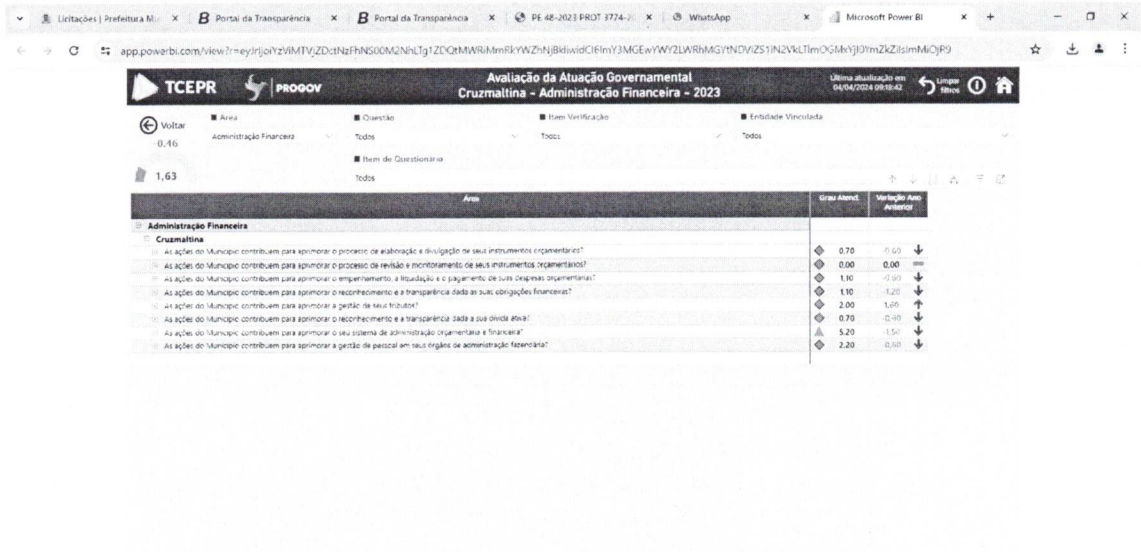 Licitações | Prefeitura Mu
Portal da Transparência
Portal da Transparência
PE 48-2023 PROT 3774-2
WhatsApp
Microsoft Power BI
TCEPR
PROGOV
Avaliação da Atuação Governamental
Cruzmaltina - Administração Financeira - 2023
Última atualização em
04/04/2024 09:18:42
Limpar
filtros
Voltar
-0,46
1,63
Área
Administração Financeira
Questão
Todos
Item Verificação
Todos
Entidade Vinculada
Todos
Item de Questionário
Todos
Área
Grau Atend.
Variação Ano
Anterior
Administração Financeira
Cruzmaltina
As ações do Município contribuem para aprimorar o processo de elaboração e divulgação de seus instrumentos orçamentários? 0,70 -0,60
As ações do Município contribuem para aprimorar o processo de revisão e monitoramento de seus instrumentos orçamentários? 0,00 0,00
As ações do Município contribuem para aprimorar o empenhamento, a liquidação e o pagamento de suas despesas orçamentárias? 1,10
As ações do Município contribuem para aprimorar o reconhecimento e a transparência dada as suas obrigações financeiras? 1,10 -1,20
As ações do Município contribuem para aprimorar a gestão de seus tributos? 2,00 1,60
As ações do Município contribuem para aprimorar o reconhecimento e a transparência dada a sua dívida ativa? 0,70
As ações do Município contribuem para aprimorar o seu sistema de administração orçamentária e financeira? 5,20 -1,50
As ações do Município contribuem para aprimorar a gestão de pessoal em seus órgãos de administração fazendária? 2,20